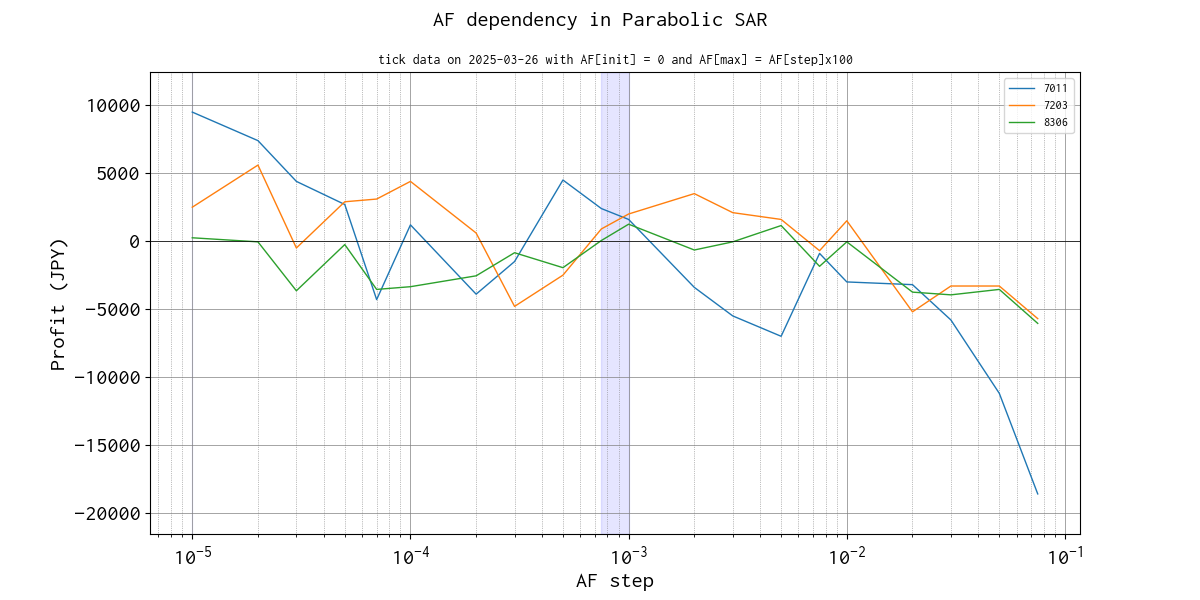 AF dependency in Parabolic SAR
tick data on 2025-03-26 with AF[init] = 0 and AF[max] = AF[step]x100
7011
7203
8306
10000
5000
0
−5000
−10000
−15000
−20000
Profit (JPY)
10⁻⁵ 10⁻⁴ 10⁻³ 10⁻² 10⁻¹
AF step